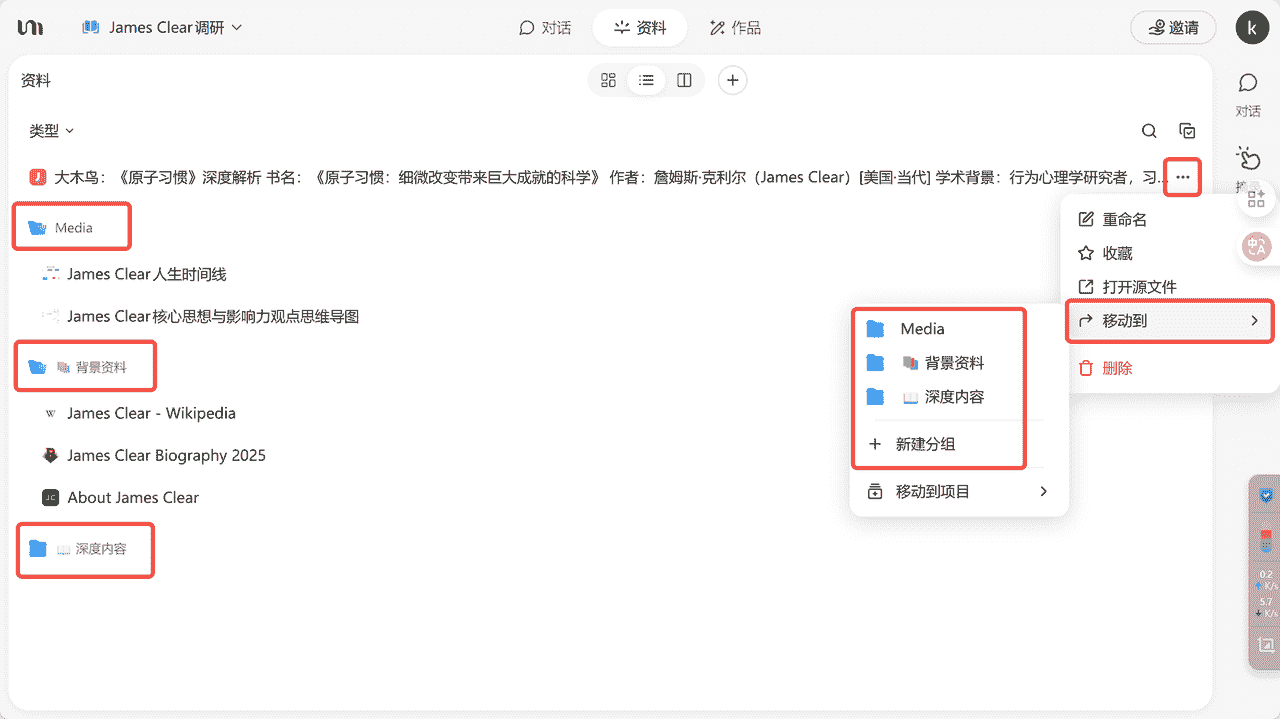 James Clear调研
对话
资料
作品
邀请
k
资料
类型
大木鸟：《原子习惯》深度解析 书名：《原子习惯：细微改变带来巨大成就的科学》 作者：詹姆斯·克利尔（James Clear）[美国·当代] 学术背景：行为心理学研究者，习...
Media
James Clear人生时间线
James Clear核心思想与影响力观点思维导图
背景资料
W James Clear - Wikipedia
James Clear Biography 2025
JC About James Clear
深度内容
重命名
收藏
打开源文件
移动到
删除
Media
背景资料
深度内容
新建分组
移动到项目
对话
0.2
K/s
5.7
K/s